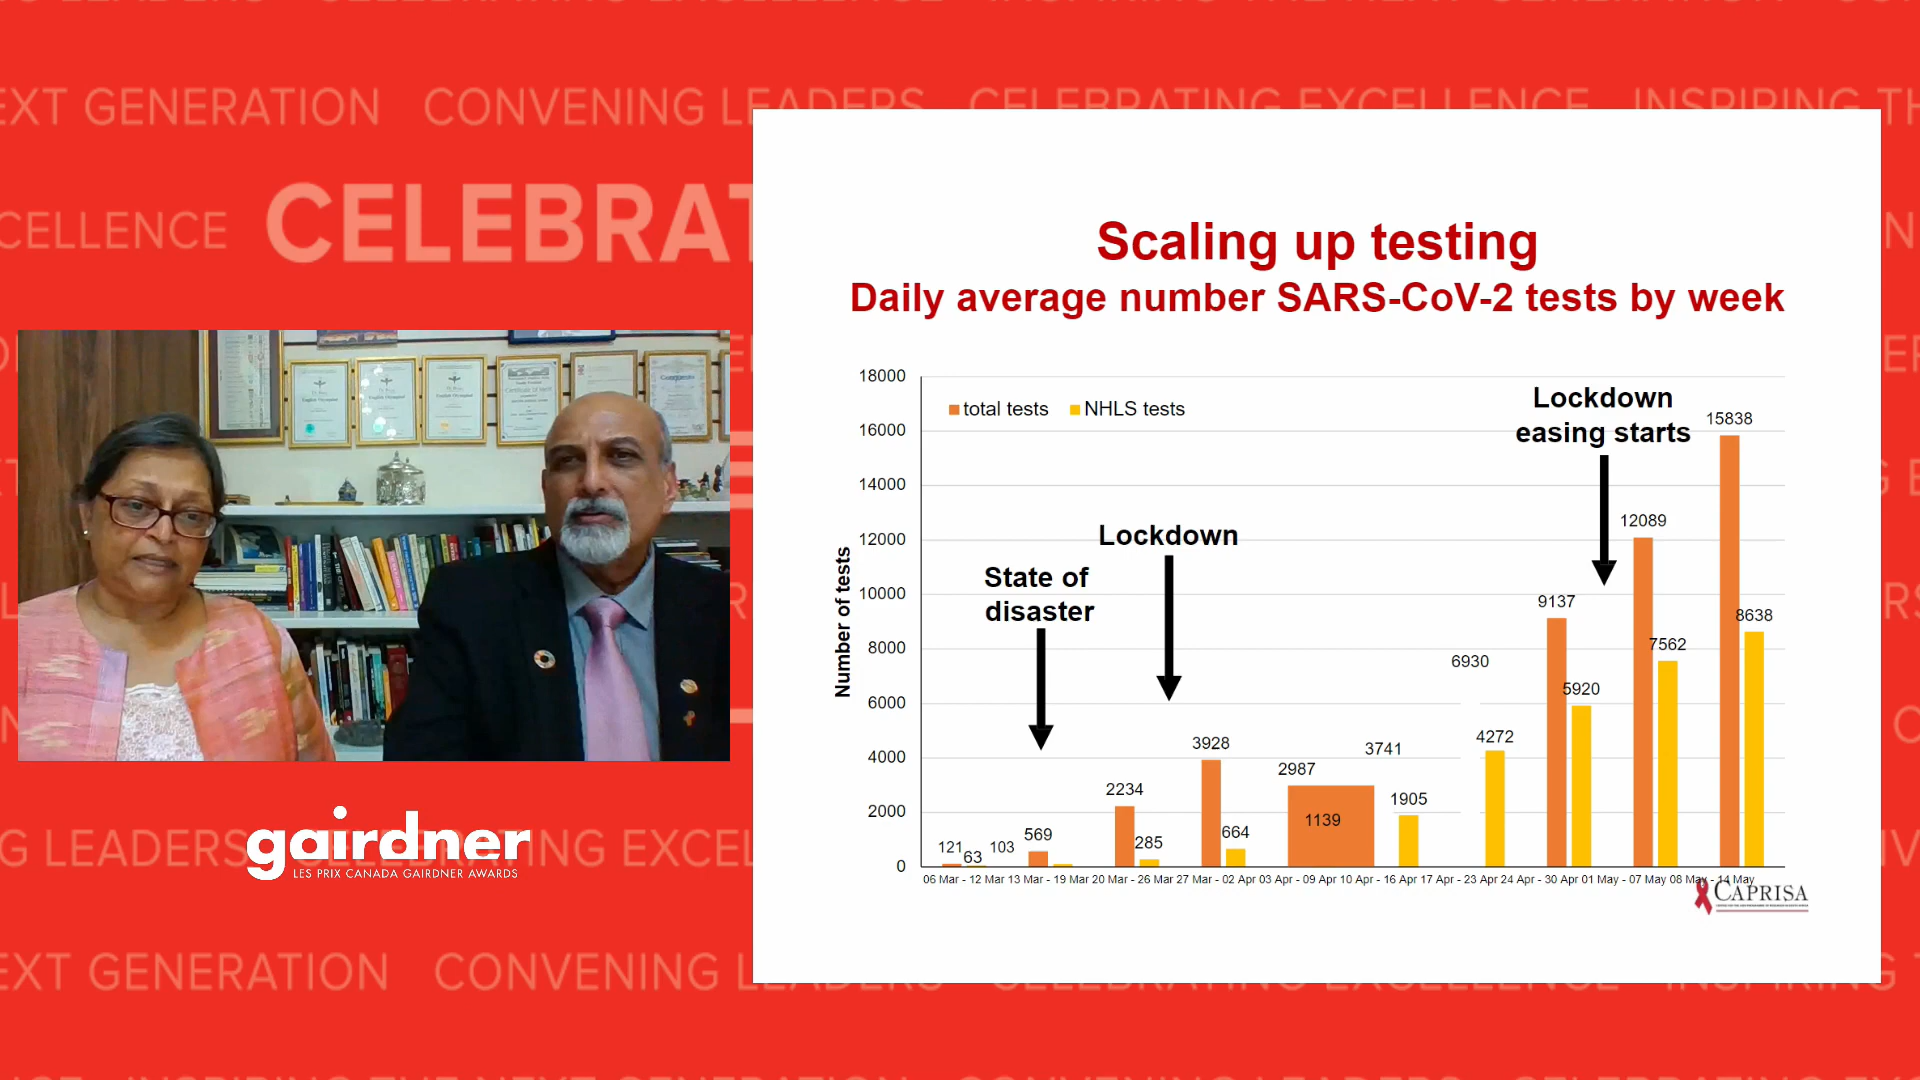 CELLENCE
EXT GENERATION CONVENING LEADERS CELEBRATING EXCELLENCE INSPIRING TH
CELLENCE CELEBRAT
Scaling up testing
Daily average number SARS-CoV-2 tests by week
18000
16000
14000
12000
10000
8000
6000
4000
2000
0
Number of tests
total tests NHLS tests
State of
disaster
Lockdown
Lockdown
easing starts
121
63
103
569
2234
285
3928
664
2987
1139
3741
1905
6930
4272
9137
5920
12089
7562
15838
8638
06 Mar - 12 Mar 13 Mar - 19 Mar 20 Mar - 26 Mar 27 Mar - 02 Apr 03 Apr - 09 Apr 10 Apr - 16 Apr 17 Apr - 23 Apr 24 Apr - 30 Apr 01 May - 07 May 08 May - 14 May
CAPRISA
NG LEADERS CELEBRATING EXCEL
gairdner
LES PRIX CANADA GAIRDNER AWARDS
EXT GENERATION CONVENING LEADERS CELEBRATING EXCELLENCE INSPIRING